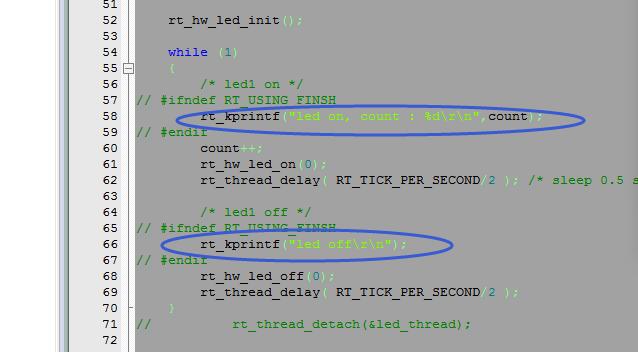 51
52 rt_hw_led_init();
53
54 while (1)
55 {
56 /* led1 on */
57 // #ifndef RT_USING_FINSH
58 rt_kprintf("led on, count : %d\r\n",count);
59 // #endif
60 count++;
61 rt_hw_led_on(0);
62 rt_thread_delay( RT_TICK_PER_SECOND/2 ); /* sleep 0.5 s
63
64 /* led1 off */
65 // #ifndef RT_USING_FINSH
66 rt_kprintf("led off\r\n");
67 // #endif
68 rt_hw_led_off(0);
69 rt_thread_delay( RT_TICK_PER_SECOND/2 );
70 }
71 // rt_thread_detach(&led_thread);
72